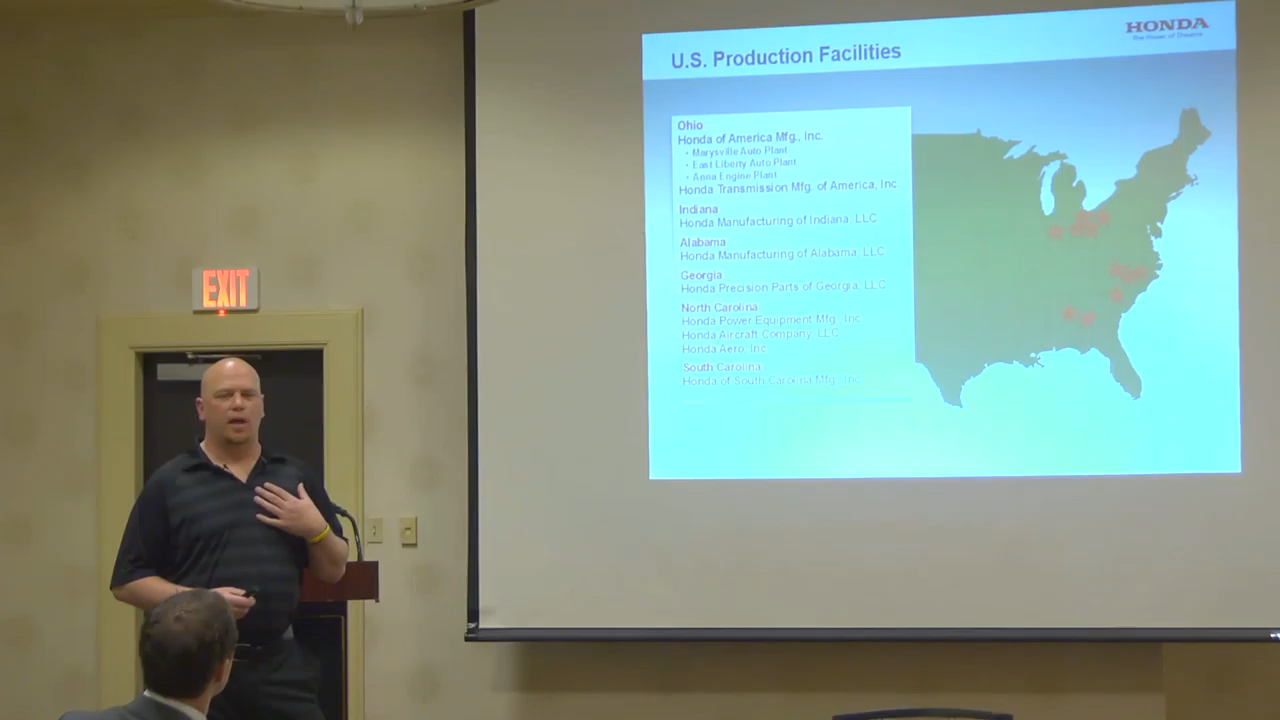 HONDA
The Power of Dreams
U.S. Production Facilities
Ohio
Honda of America Mfg., Inc.
• Marysville Auto Plant
• East Liberty Auto Plant
• Anna Engine Plant
Honda Transmission Mfg. of America, Inc
Indiana
Honda Manufacturing of Indiana, LLC
Alabama
Honda Manufacturing of Alabama, LLC
Georgia
Honda Precision Parts of Georgia, LLC
North Carolina
Honda Power Equipment Mfg., Inc
Honda Aircraft Company, LLC
Honda Aero, Inc
South Carolina
Honda of South Carolina Mfg., Inc
EXIT